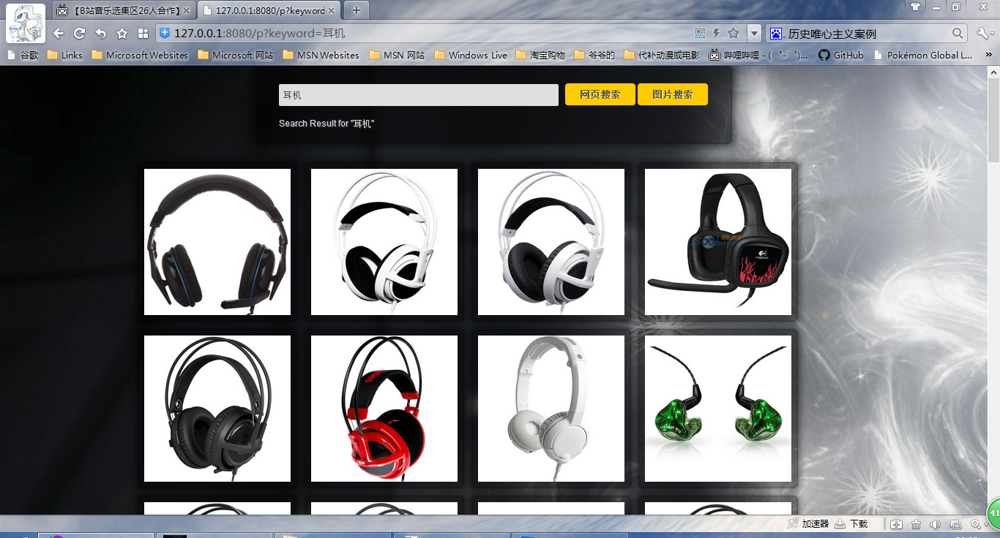 【B站音乐选集区26人合作】
127.0.0.1:8080/p?keyword
127.0.0.1:8080/p?keyword=耳机
历史唯心主义案例
谷歌 Links Microsoft Websites Microsoft 网站 MSN Websites MSN 网站 Windows Live 淘宝购物 爷爷的 代补动漫或电影 哔哩哔哩 - ( ゜- ゜)... GitHub Pokémon Global L... »
耳机 网页搜索 图片搜索
Search Result for "耳机"
Logitech
加速器 下载
41